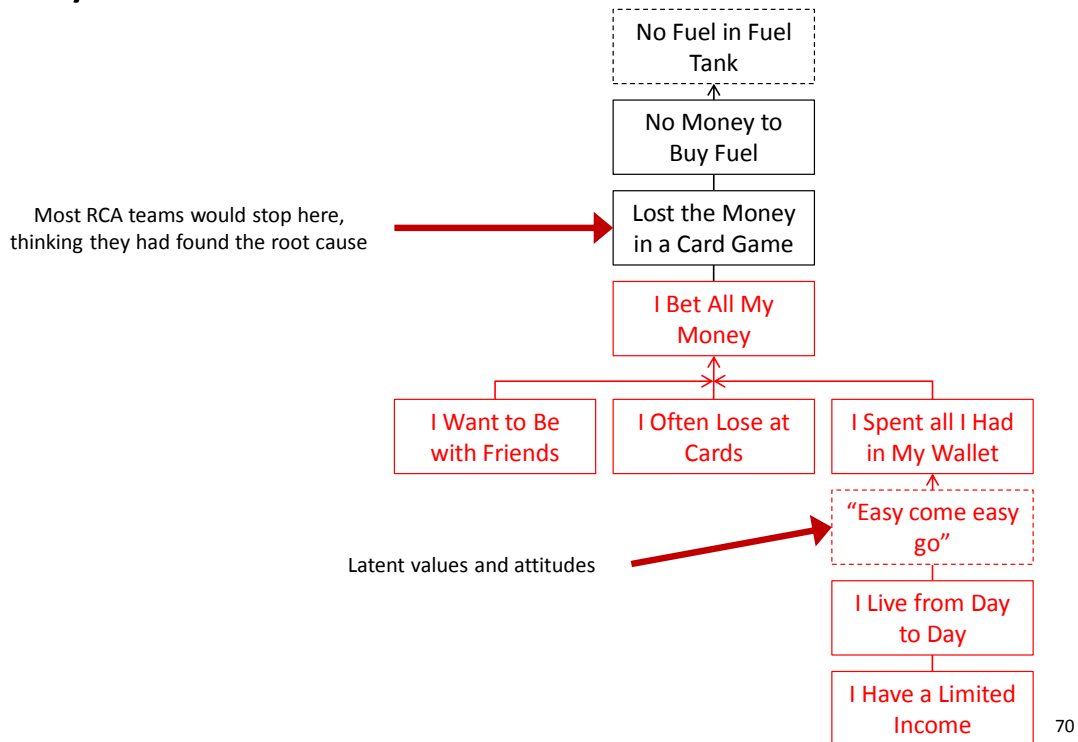 No Fuel in Fuel
Tank
No Money to
Buy Fuel
Most RCA teams would stop here,
thinking they had found the root cause
Lost the Money
in a Card Game
I Bet All My
Money
I Want to Be
with Friends
I Often Lose at
Cards
I Spent all I Had
in My Wallet
“Easy come easy
go”
Latent values and attitudes
I Live from Day
to Day
I Have a Limited
Income
70